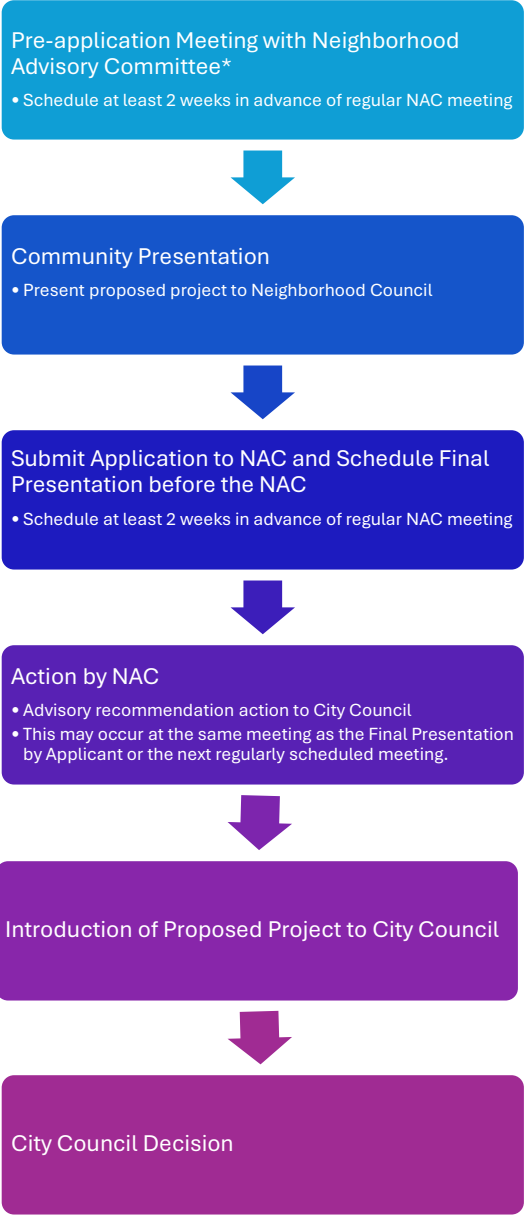 Pre-application Meeting with Neighborhood
Advisory Committee*
• Schedule at least 2 weeks in advance of regular NAC meeting
Community Presentation
• Present proposed project to Neighborhood Council
Submit Application to NAC and Schedule Final
Presentation before the NAC
• Schedule at least 2 weeks in advance of regular NAC meeting
Action by NAC
• Advisory recommendation action to City Council
• This may occur at the same meeting as the Final Presentation
by Applicant or the next regularly scheduled meeting.
Introduction of Proposed Project to City Council
City Council Decision